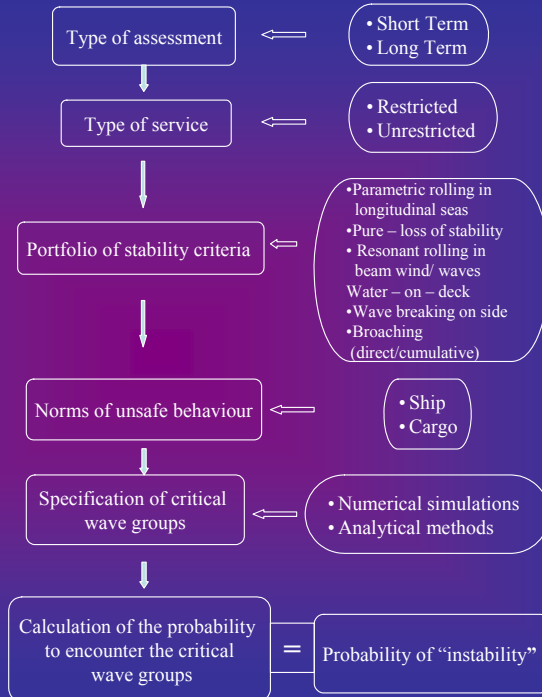 Type of assessment
• Short Term
• Long Term
Type of service
• Restricted
• Unrestricted
Portfolio of stability criteria
•Parametric rolling in
longitudinal seas
•Pure – loss of stability
• Resonant rolling in
beam wind/ waves
Water – on – deck
•Wave breaking on side
•Broaching
(direct/cumulative)
Norms of unsafe behaviour
• Ship
• Cargo
Specification of critical
wave groups
• Numerical simulations
• Analytical methods
Calculation of the probability
to encounter the critical
wave groups
=
Probability of “instability”